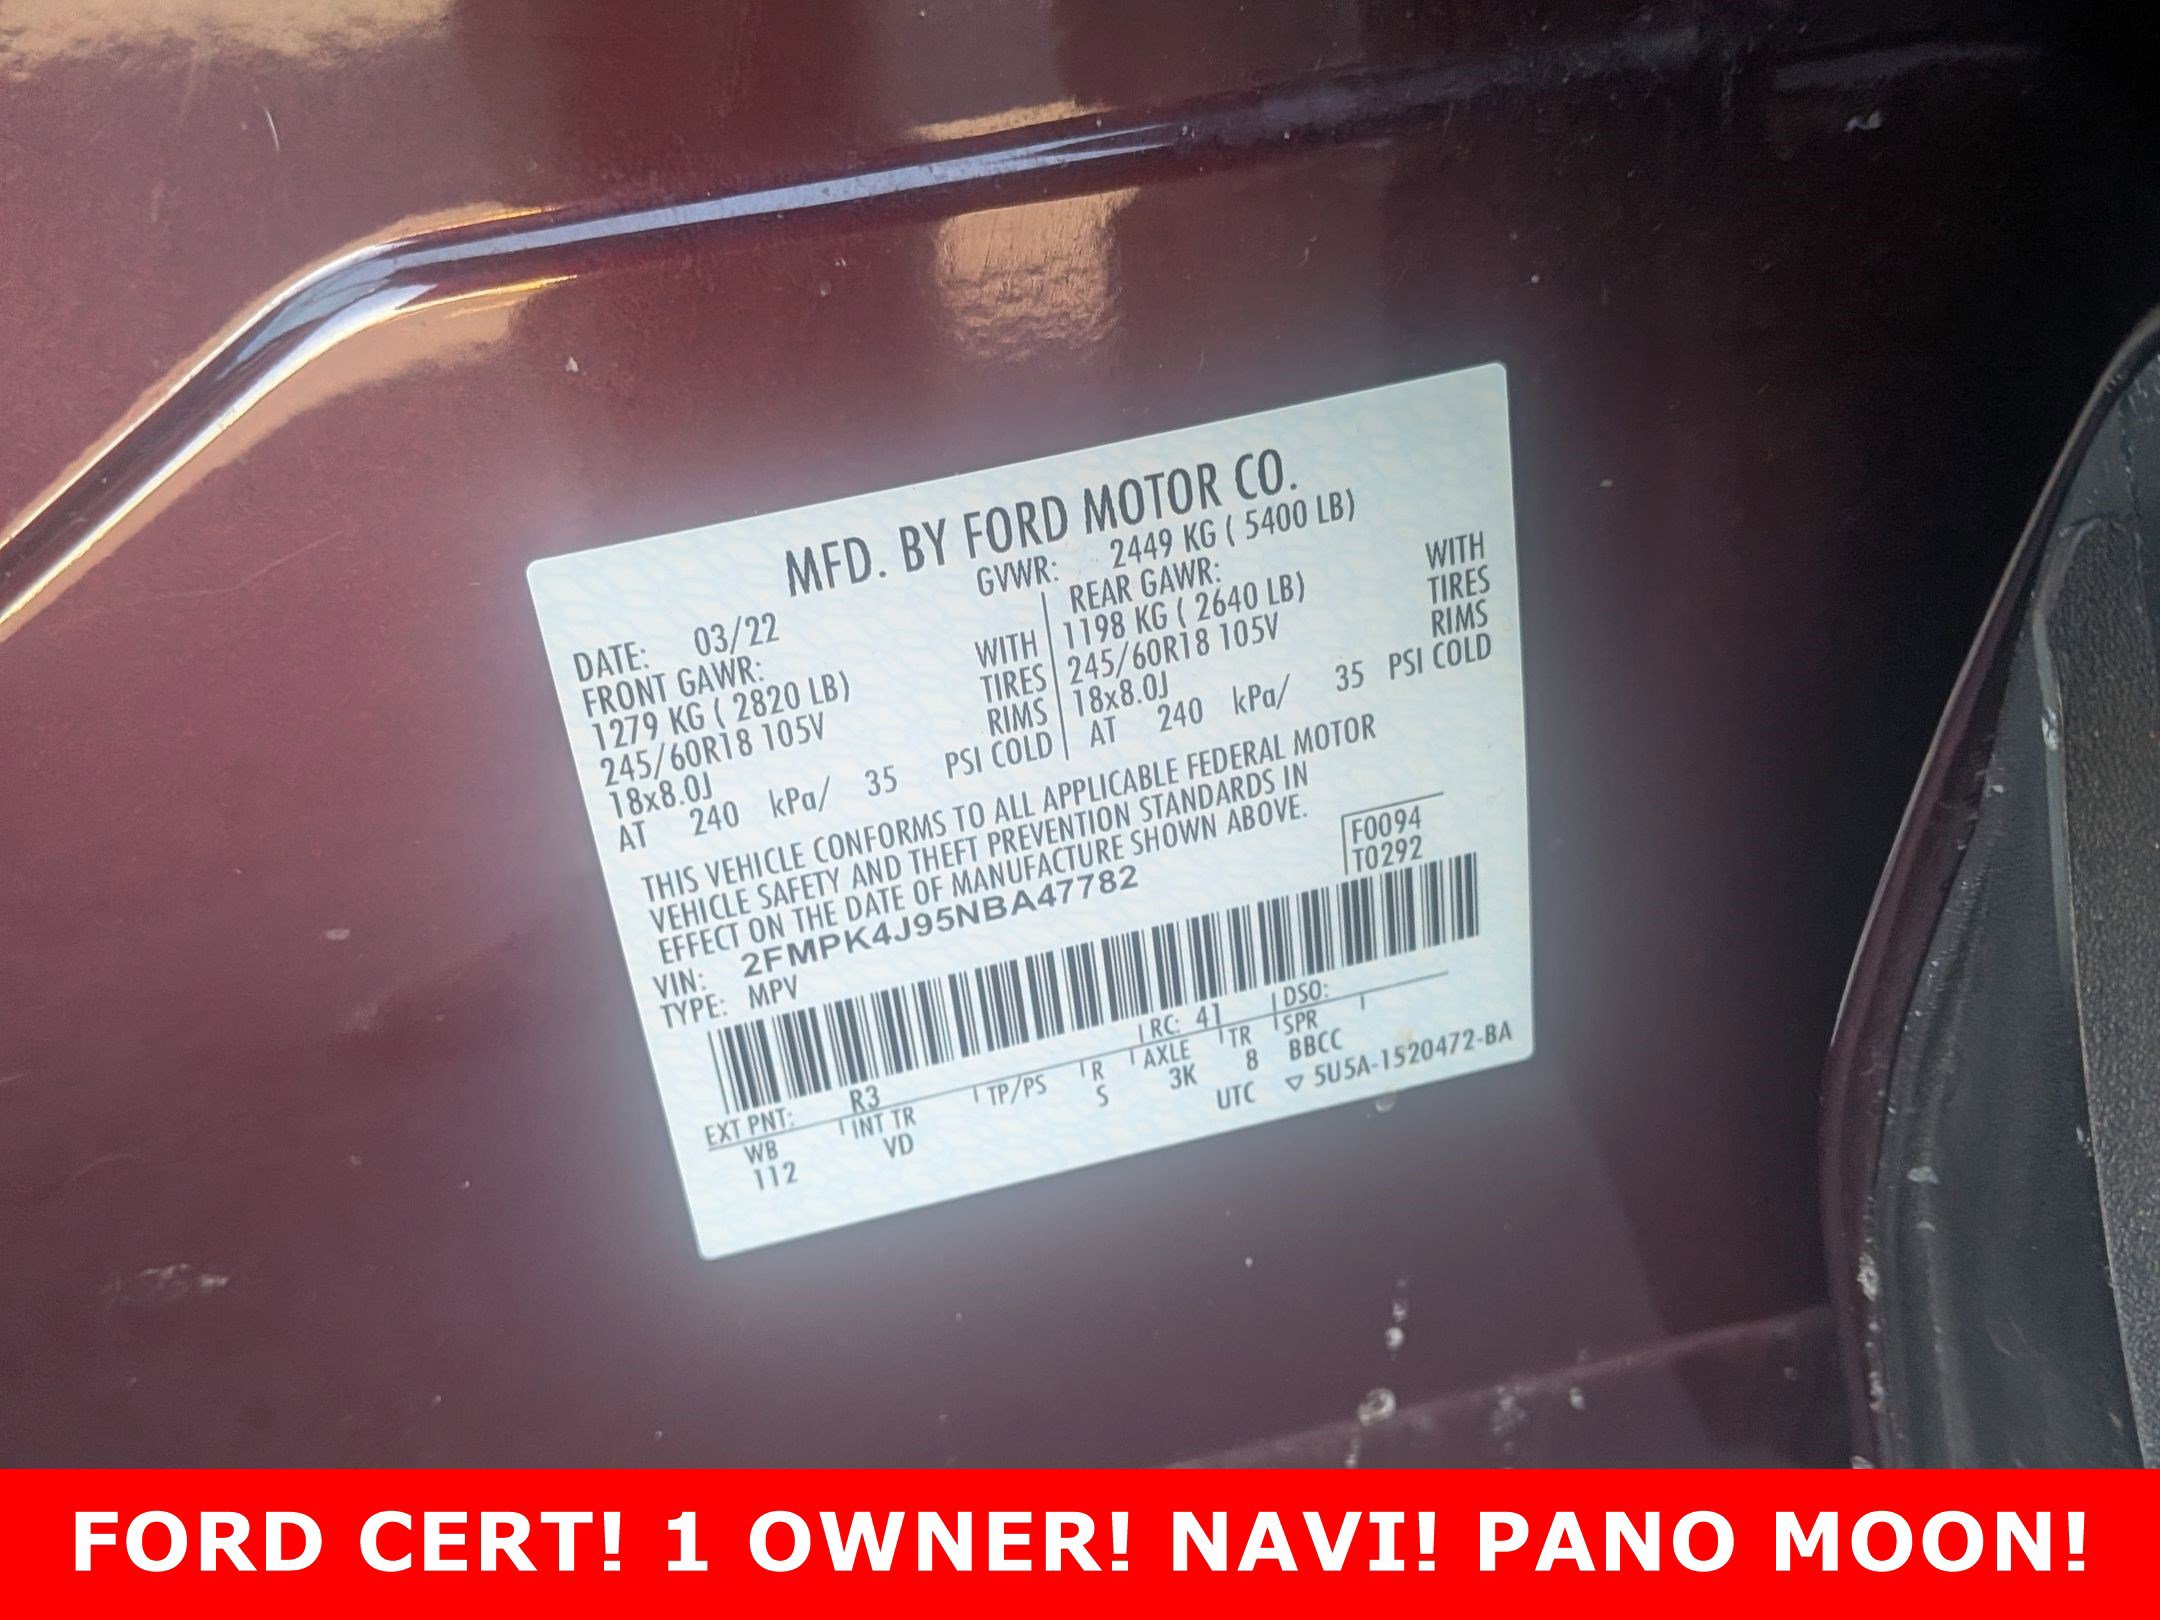 MFD. BY FORD MOTOR CO.
DATE: 03/22 GVWR: 2449 KG ( 5400 LB)
FRONT GAWR: REAR GAWR:
1279 KG ( 2820 LB) WITH 1198 KG ( 2640 LB) WITH
245/60R18 105V TIRES 245/60R18 105V TIRES
18x8.0J RIMS 18x8.0J RIMS
AT 240 kPa/ 35 PSI COLD AT 240 kPa/ 35 PSI COLD
THIS VEHICLE CONFORMS TO ALL APPLICABLE FEDERAL MOTOR
VEHICLE SAFETY AND THEFT PREVENTION STANDARDS IN
EFFECT ON THE DATE OF MANUFACTURE SHOWN ABOVE.
VIN: 2FMPK4J95NBA47782 F0094
TYPE: MPV T0292
EXT PNT: R3 RC: 41 DSO:
WB INT TR TP/PS R AXLE TR SPR
112 VD S 3K 8 BBCC
UTC ▽ 5U5A-1520472-BA
FORD CERT! 1 OWNER! NAVI! PANO MOON!